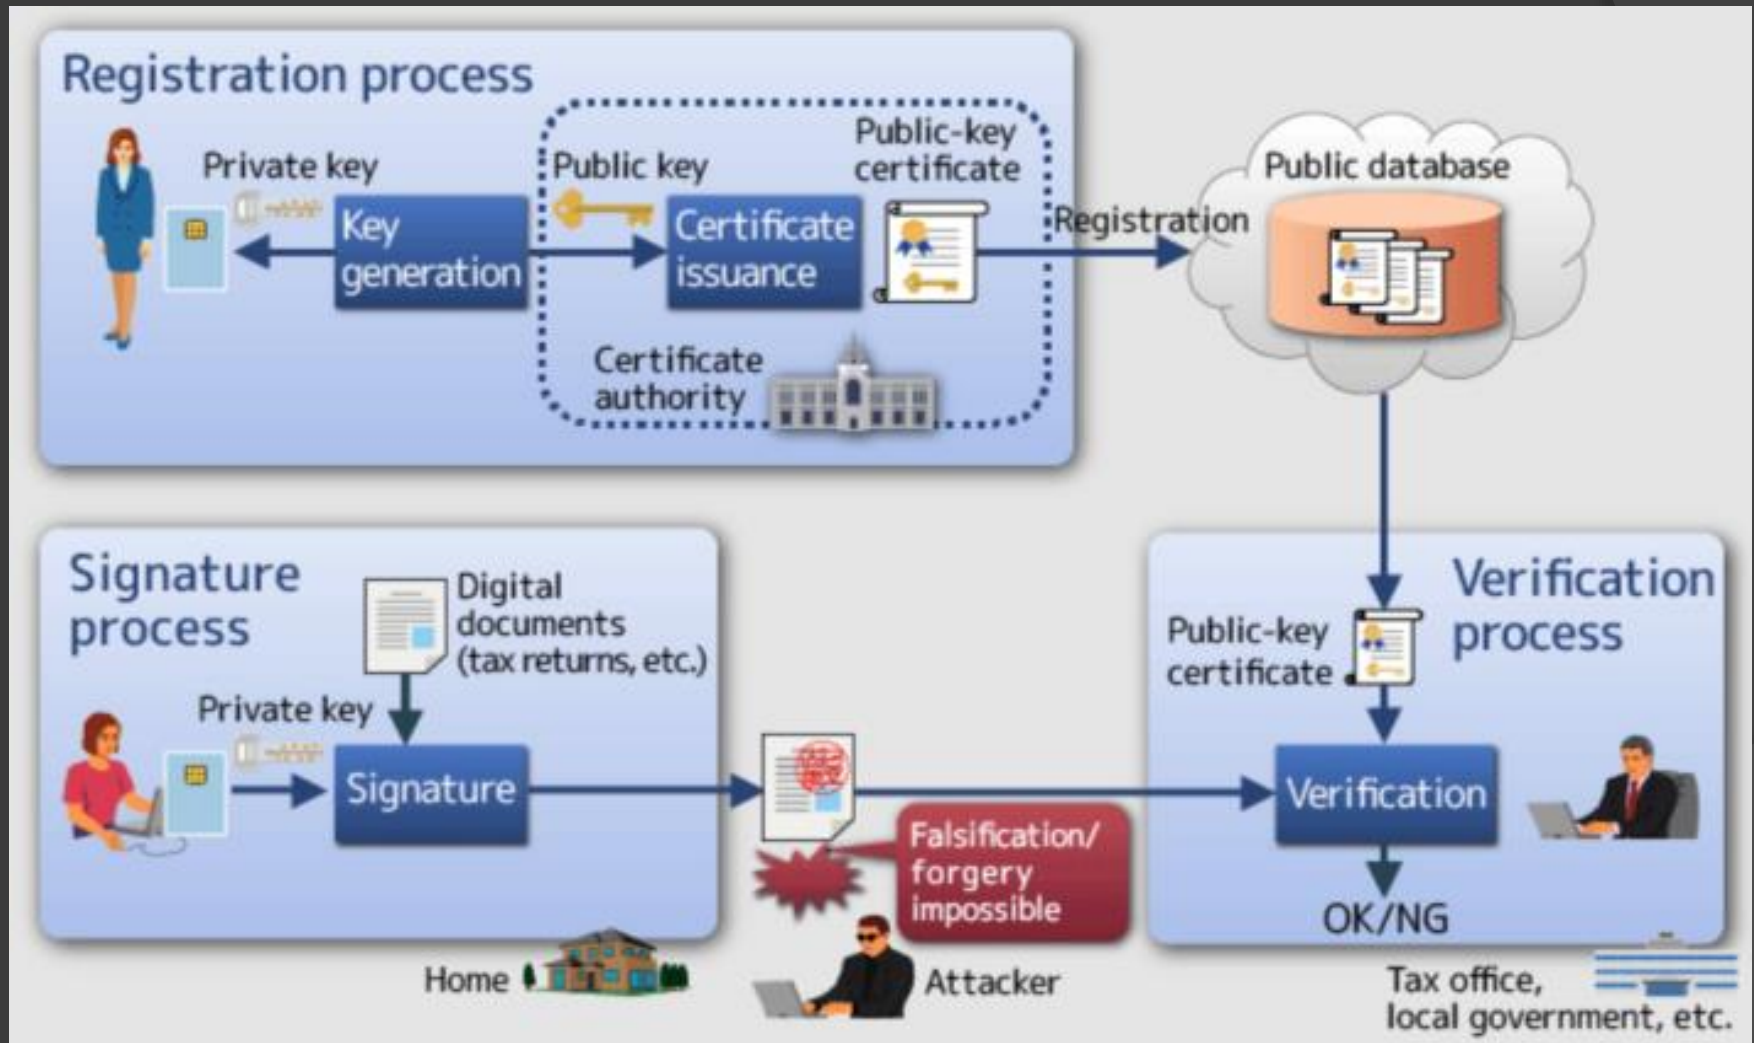 Registration process
Private key
Key
generation
Public key
Certificate
issuance
Public-key
certificate
Certificate
authority
Registration
Public database
Signature
process
Digital
documents
(tax returns, etc.)
Private key
Signature
Falsification/
forgery
impossible
Home
Attacker
Verification
process
Public-key
certificate
Verification
OK/NG
Tax office,
local government, etc.